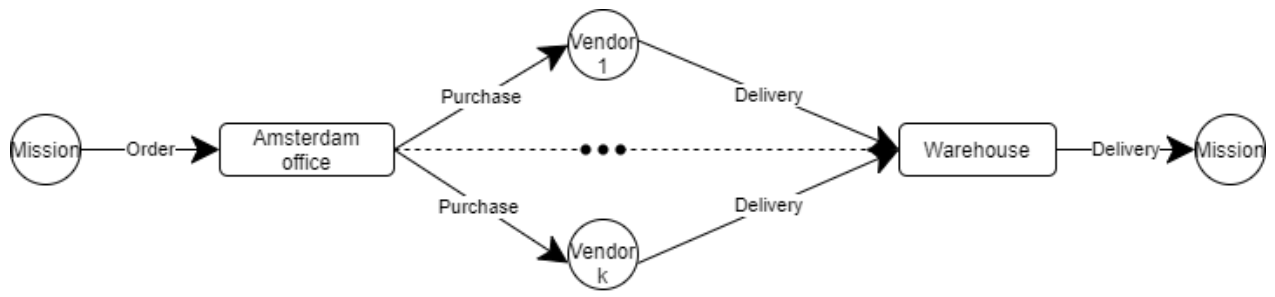 Vendor
1
Purchase
Delivery
Mission
Order
Amsterdam
office
Warehouse
Delivery
Mission
Purchase
Delivery
Vendor
k